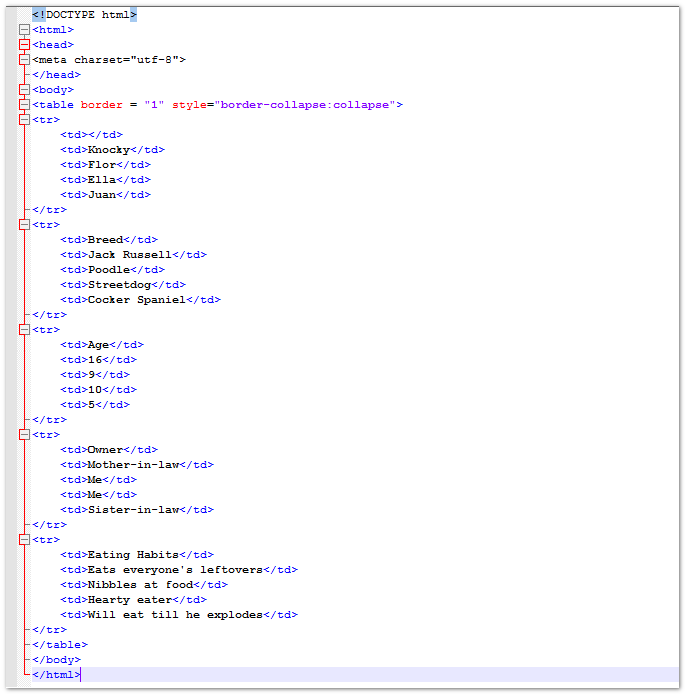 <!DOCTYPE html>
<html>
<head>
<meta charset="utf-8">
</head>
<body>
<table border = "1" style="border-collapse:collapse">
<tr>
    <td></td>
    <td>Knocky</td>
    <td>Flor</td>
    <td>Ella</td>
    <td>Juan</td>
</tr>
<tr>
    <td>Breed</td>
    <td>Jack Russell</td>
    <td>Poodle</td>
    <td>Streetdog</td>
    <td>Cocker Spaniel</td>
</tr>
<tr>
    <td>Age</td>
    <td>16</td>
    <td>9</td>
    <td>10</td>
    <td>5</td>
</tr>
<tr>
    <td>Owner</td>
    <td>Mother-in-law</td>
    <td>Me</td>
    <td>Me</td>
    <td>Sister-in-law</td>
</tr>
<tr>
    <td>Eating Habits</td>
    <td>Eats everyone's leftovers</td>
    <td>Nibbles at food</td>
    <td>Hearty eater</td>
    <td>Will eat till he explodes</td>
</tr>
</table>
</body>
</html>